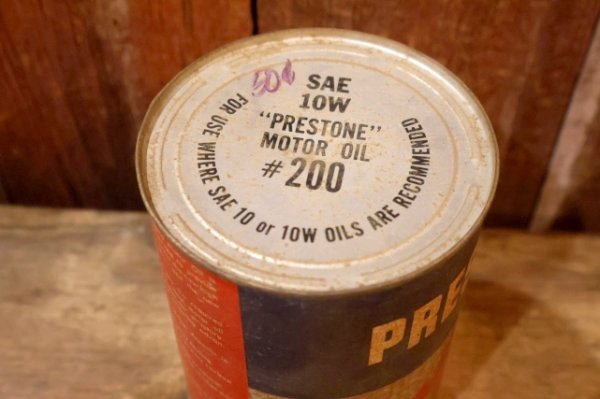 50¢
SAE
10W
"PRESTONE"
MOTOR OIL
#200
FOR USE WHERE SAE 10 or 10W OILS ARE RECOMMENDED
PRE